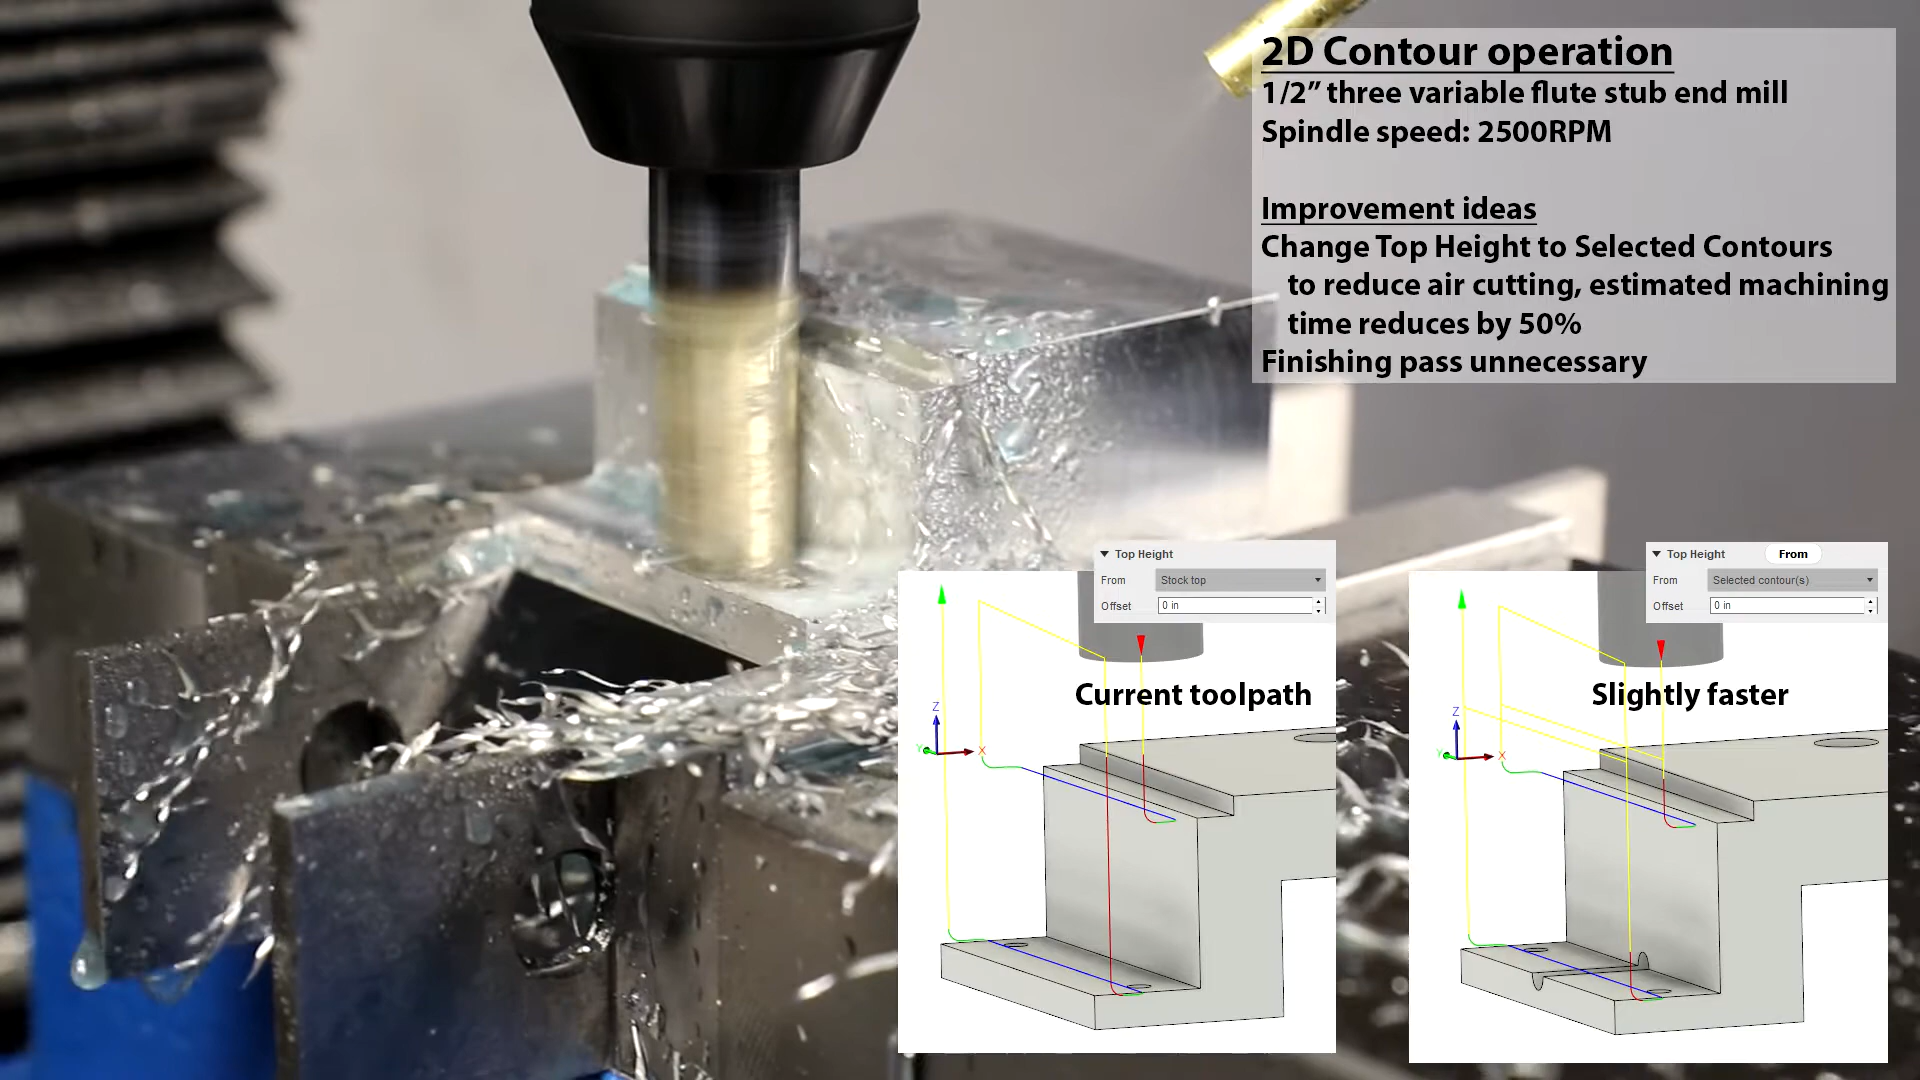 2D Contour operation
1/2” three variable flute stub end mill
Spindle speed: 2500RPM
Improvement ideas
Change Top Height to Selected Contours
to reduce air cutting, estimated machining
time reduces by 50%
Finishing pass unnecessary
Top Height
From Stock top
Offset 0 in
Current toolpath
Z
Y X
Top Height From
From Selected contour(s)
Offset 0 in
Slightly faster
Z
Y X